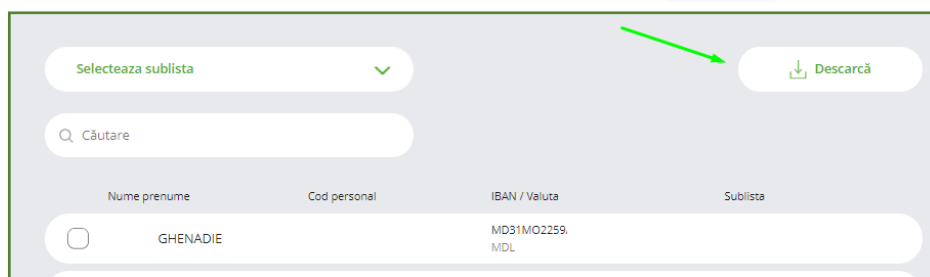 Selecteaza sublista
Descarcă
Căutare
Nume prenume Cod personal IBAN / Valuta Sublista
GHENADIE MD31MO2259
MDL